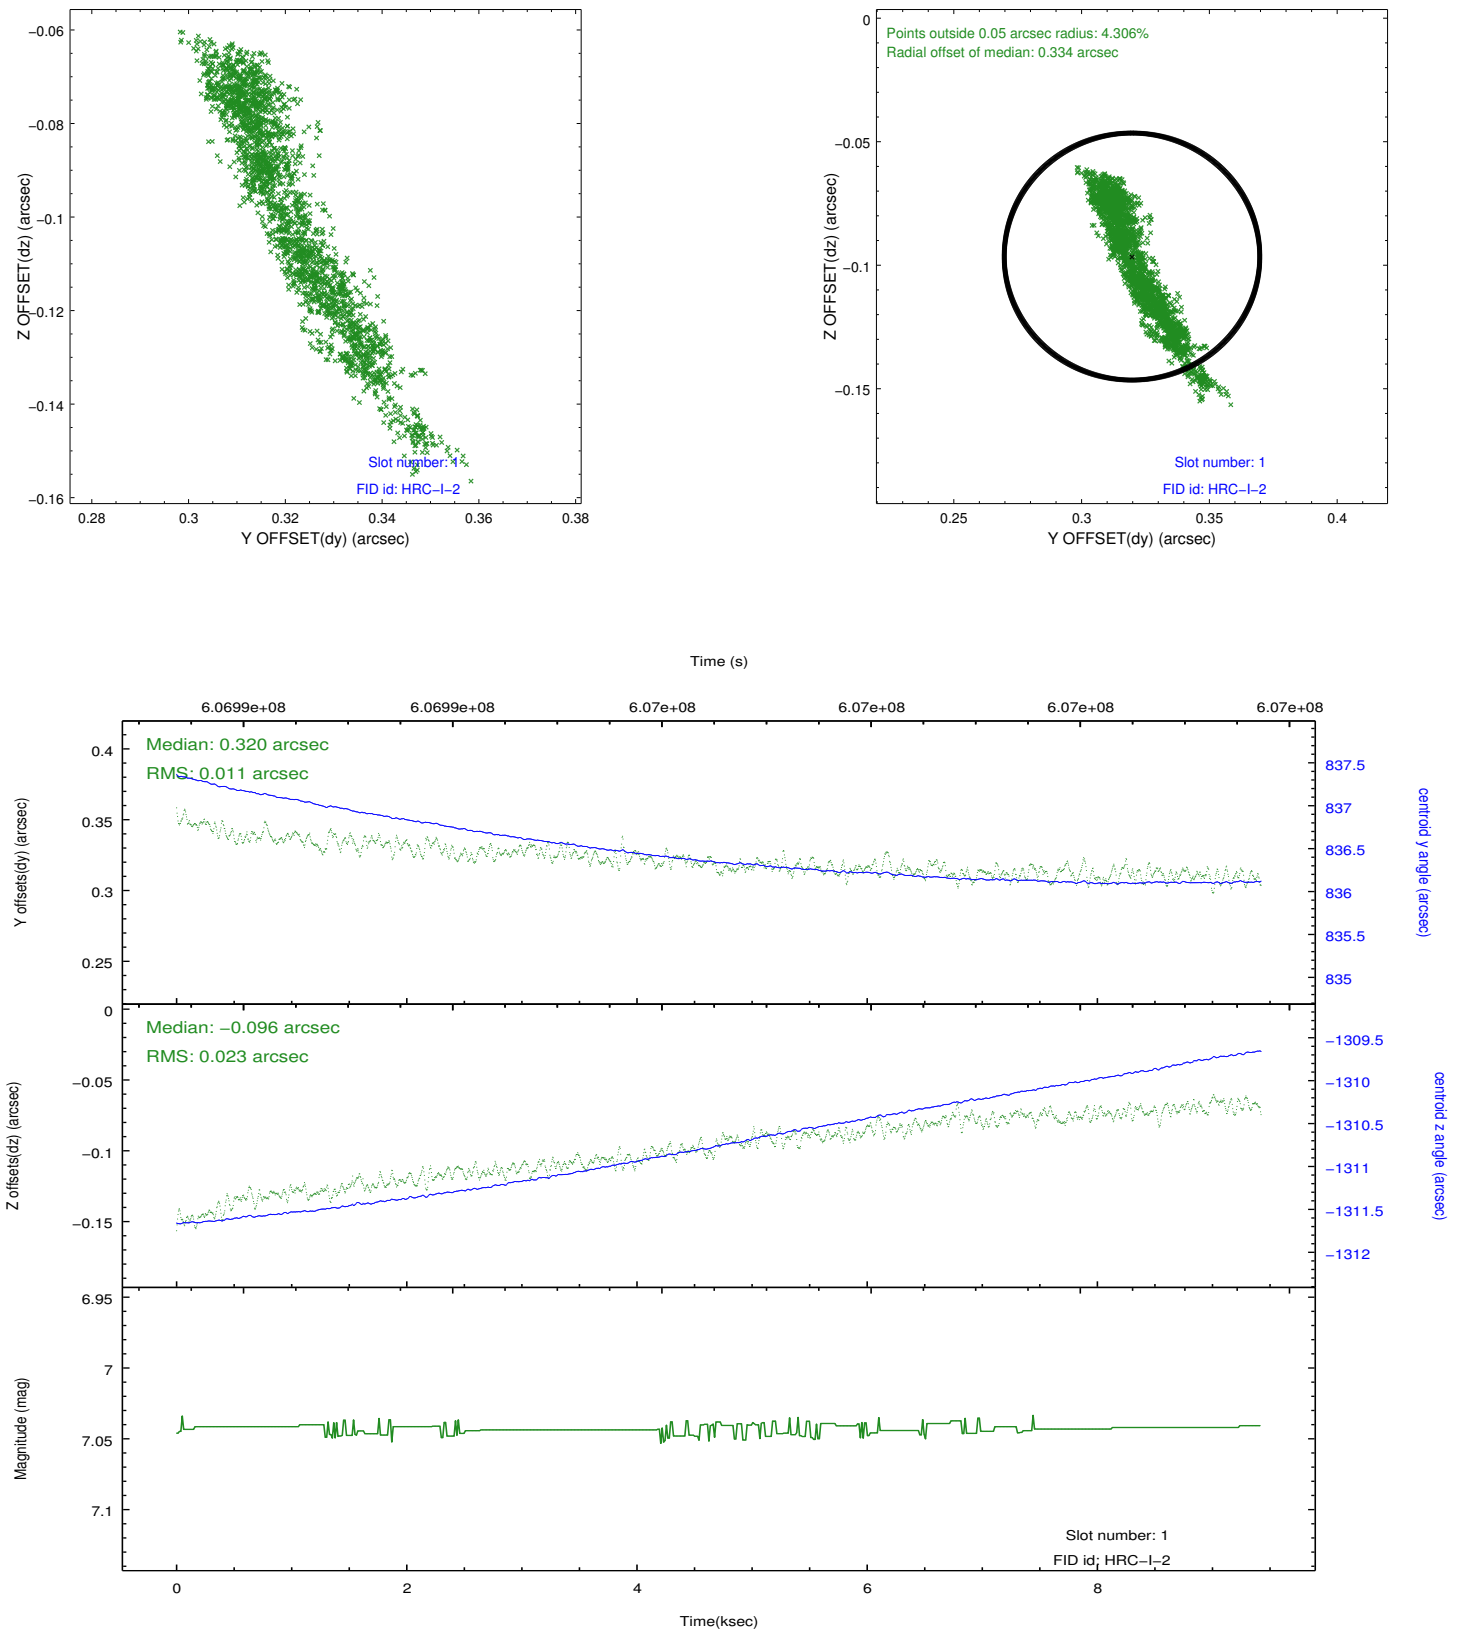 −0.06
−0.08
−0.1
−0.12
−0.14
−0.16
Z OFFSET(dz) (arcsec)
0.28
0.3
0.32
0.34
0.36
0.38
Y OFFSET(dy) (arcsec)
Slot number: 1
FID id: HRC−I−2
Points outside 0.05 arcsec radius: 4.306%
Radial offset of median: 0.334 arcsec
0
−0.05
−0.1
−0.15
Z OFFSET(dz) (arcsec)
0.25
0.3
0.35
0.4
Y OFFSET(dy) (arcsec)
Slot number: 1
FID id: HRC−I−2
Time (s)
6.0699e+08
6.0699e+08
6.07e+08
6.07e+08
6.07e+08
6.07e+08
Median: 0.320 arcsec
RMS: 0.011 arcsec
0.4
0.35
0.3
0.25
Y offsets(dy) (arcsec)
837.5
837
836.5
836
835.5
835
centroid y angle (arcsec)
Median: −0.096 arcsec
RMS: 0.023 arcsec
0
−0.05
−0.1
−0.15
Z offsets(dz) (arcsec)
−1309.5
−1310
−1310.5
−1311
−1311.5
−1312
centroid z angle (arcsec)
6.95
7
7.05
7.1
Magnitude (mag)
Slot number: 1
FID id: HRC−I−2
0
2
4
6
8
Time(ksec)